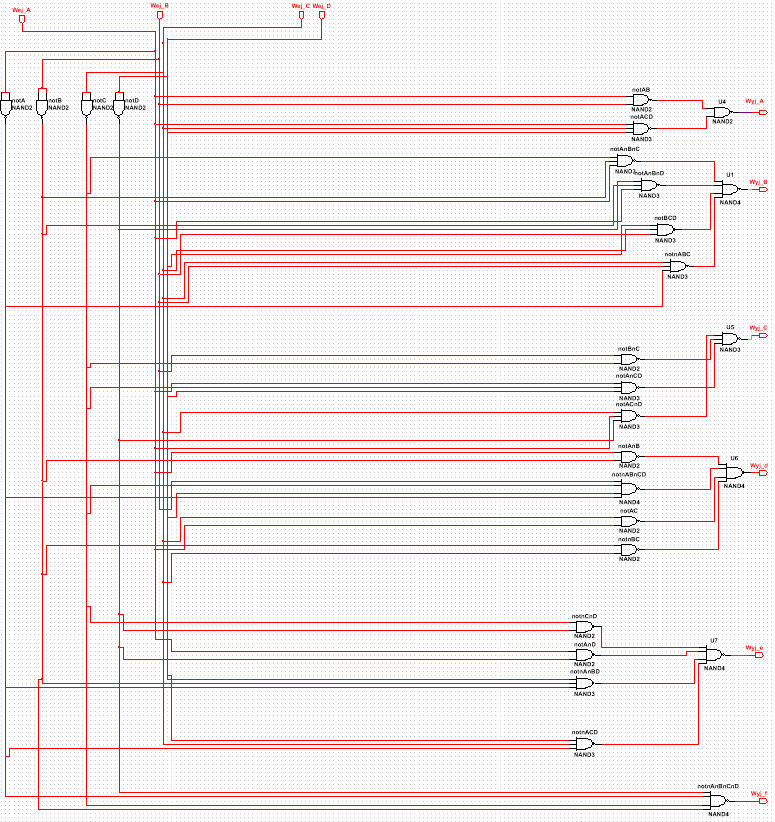 Wej_A
Wej_B
Wej_C
Wej_D
notA
NAND2
notB
NAND2
notC
NAND2
notD
NAND2
notAB
NAND2
U4
NAND2
Wyj_A
notACD
NAND3
notAnBnC
NAND3
notAnBnD
NAND3
U1
NAND4
Wyj_B
notBCD
NAND3
notnABC
NAND3
U5
NAND3
Wyj_C
notBnC
NAND2
notAnCD
NAND3
notACnD
NAND3
notAnB
NAND2
U6
NAND4
Wyj_d
notnABnCD
NAND4
notAC
NAND2
notnBC
NAND2
notnCnD
NAND2
notAnD
NAND2
U7
NAND4
Wyj_e
notnAnBD
NAND3
notnACD
NAND3
notnAnBnCnD
NAND4
Wyj_f